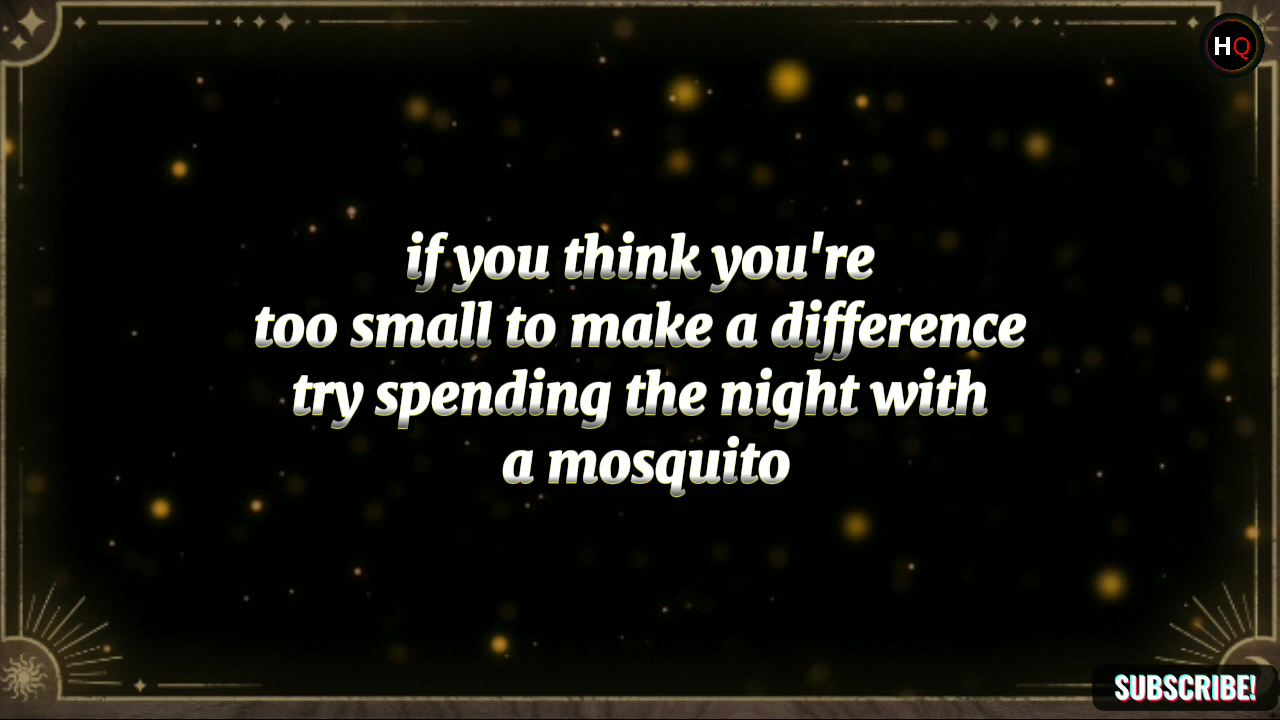 HQ
if you think you're
too small to make a difference
try spending the night with
a mosquito
SUBSCRIBE!